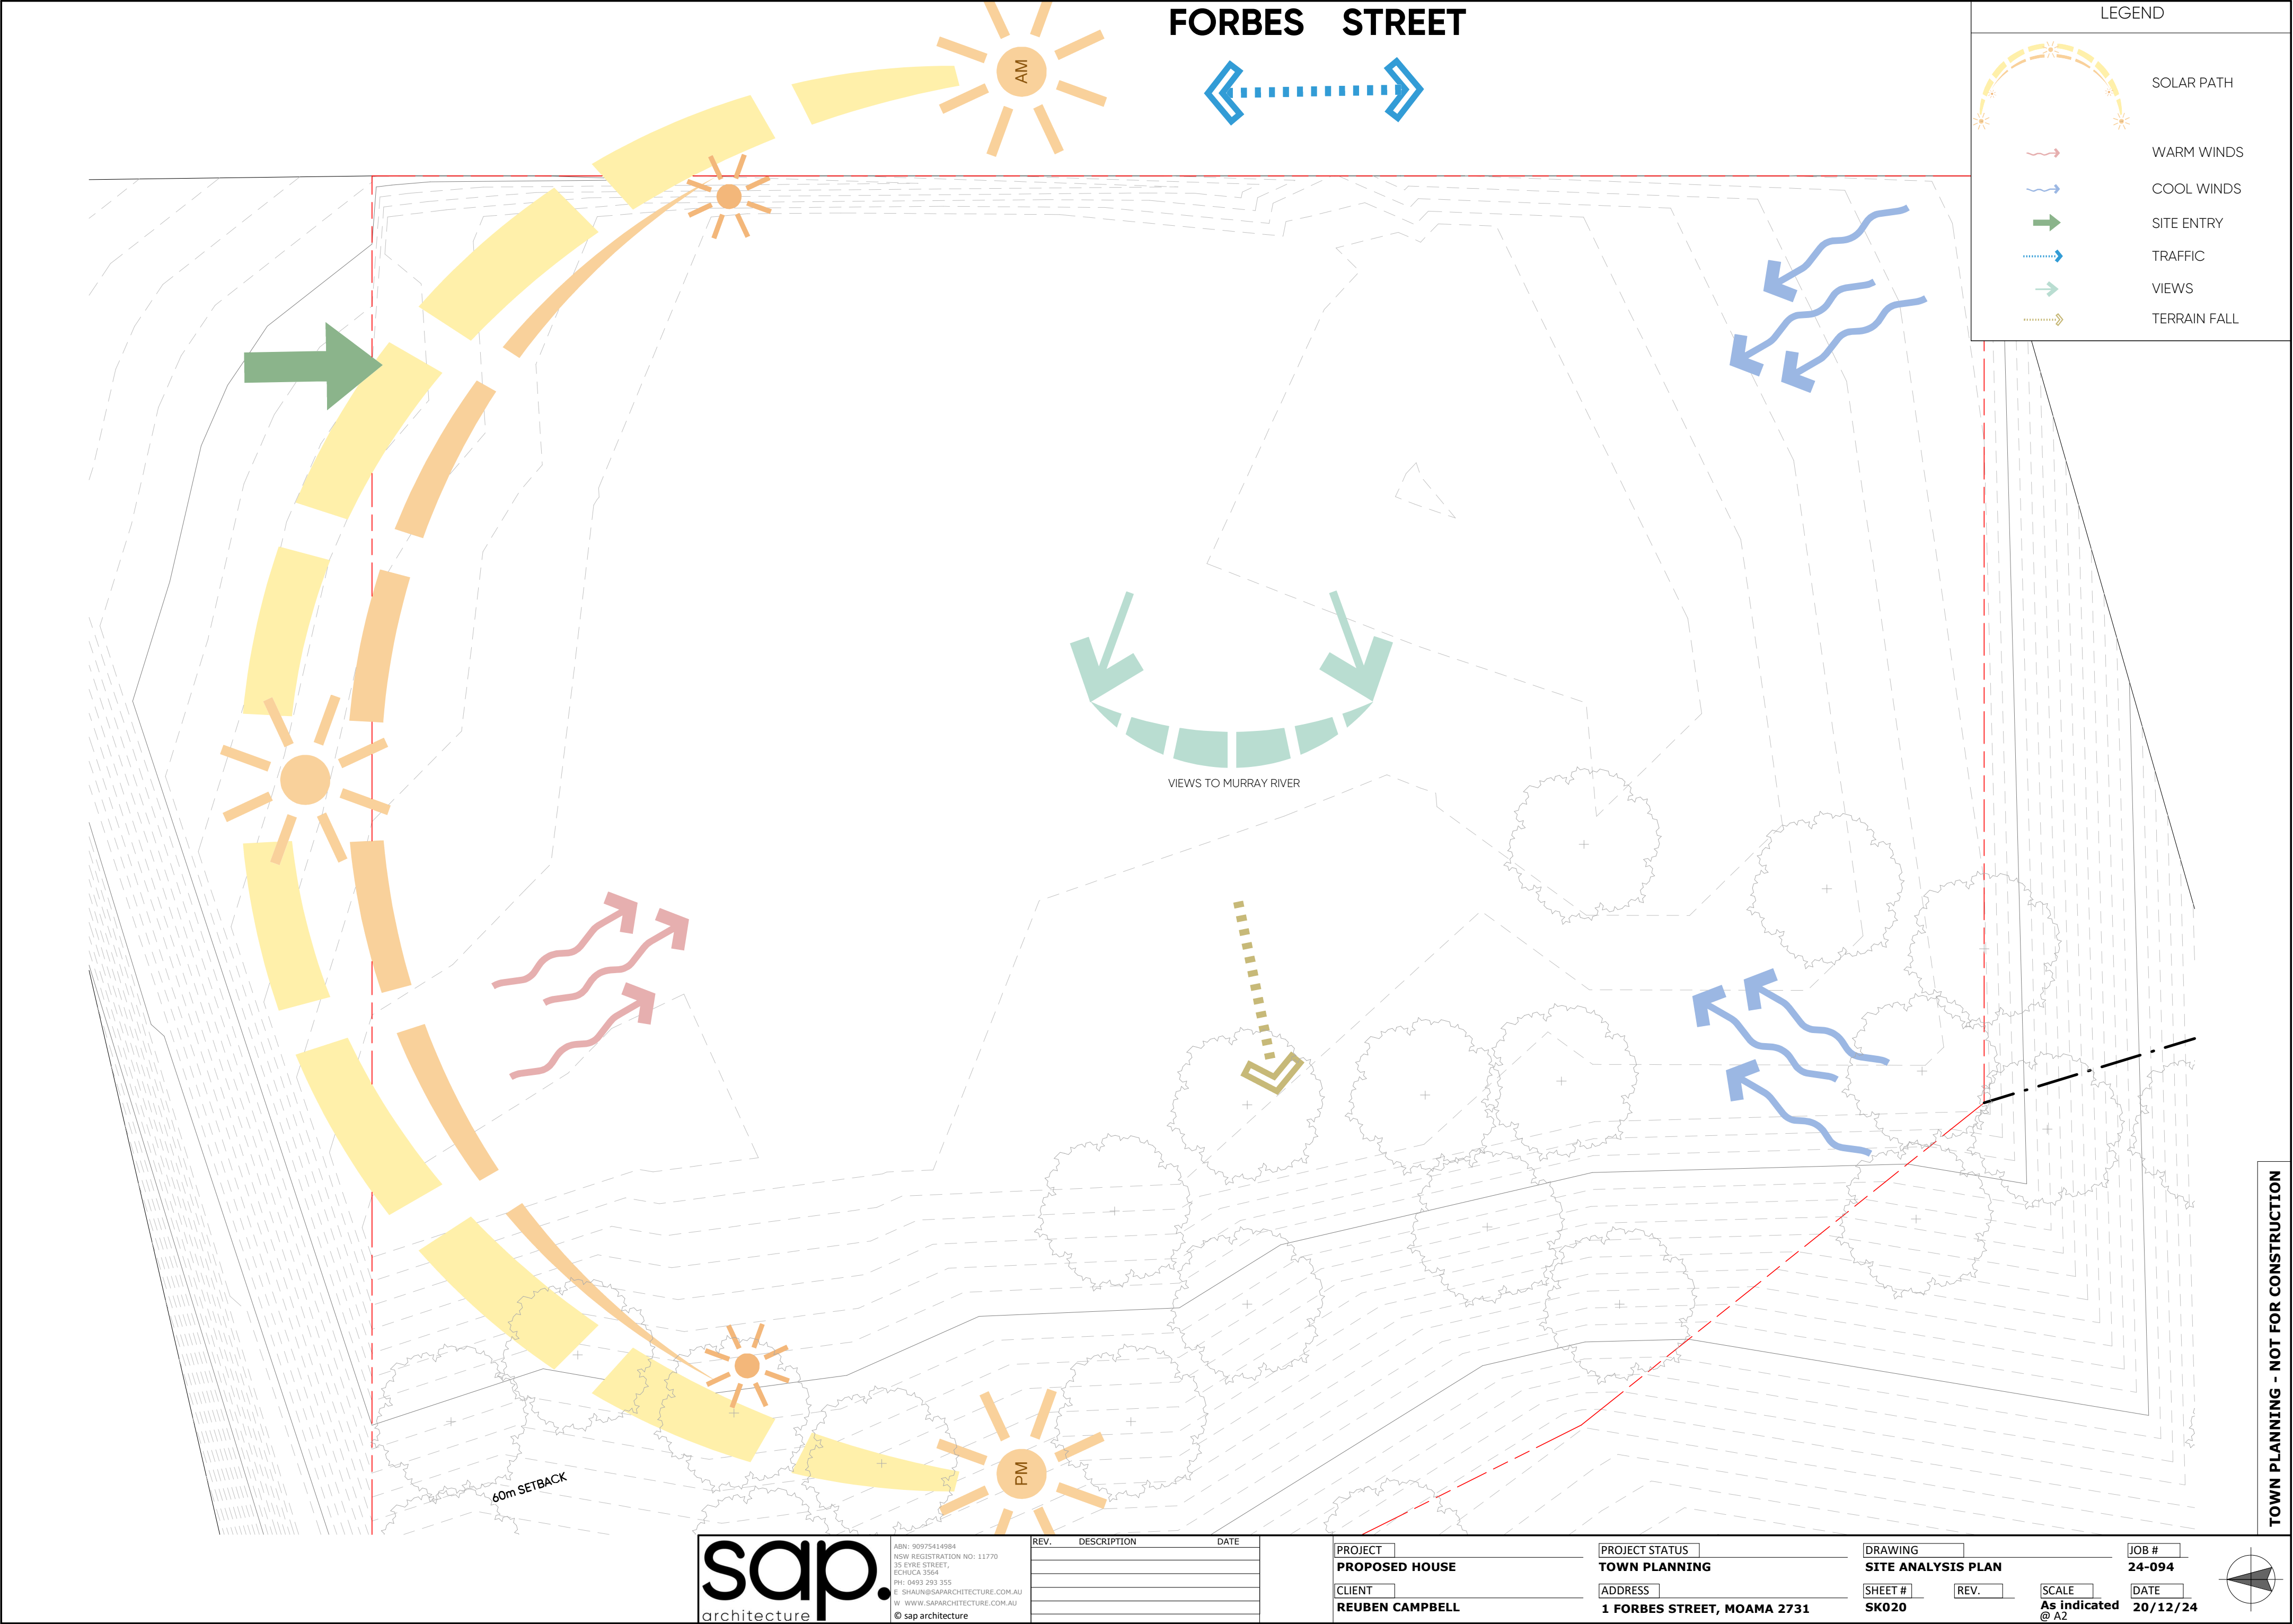 FORBES STREET
AM
LEGEND
SOLAR PATH
WARM WINDS
COOL WINDS
SITE ENTRY
TRAFFIC
VIEWS
TERRAIN FALL
VIEWS TO MURRAY RIVER
60m SETBACK
PM
TOWN PLANNING - NOT FOR CONSTRUCTION
sap.
architecture
ABN: 90975414984
NSW REGISTRATION NO: 11770
35 EYRE STREET,
ECHUCA 3564
PH: 0493 293 355
E SHAUN@SAPARCHITECTURE.COM.AU
W WWW.SAPARCHITECTURE.COM.AU
© sap architecture
REV. DESCRIPTION DATE
PROJECT
PROPOSED HOUSE
CLIENT
REUBEN CAMPBELL
PROJECT STATUS
TOWN PLANNING
ADDRESS
1 FORBES STREET, MOAMA 2731
DRAWING
SITE ANALYSIS PLAN
JOB #
24-094
SHEET #
SK020
REV.
SCALE
As indicated
@ A2
DATE
20/12/24